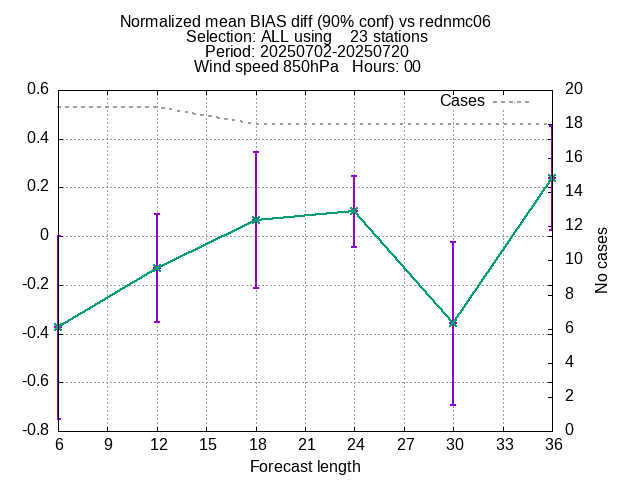 Normalized mean BIAS diff (90% conf) vs rednmc06
Selection: ALL using    23 stations
Period: 20250702-20250720
Wind speed 850hPa   Hours: 00
Cases
0.6
0.4
0.2
0
-0.2
-0.4
-0.6
-0.8
20
18
16
14
12
10
8
6
4
2
0
No cases
6 9 12 15 18 21 24 27 30 33 36
Forecast length